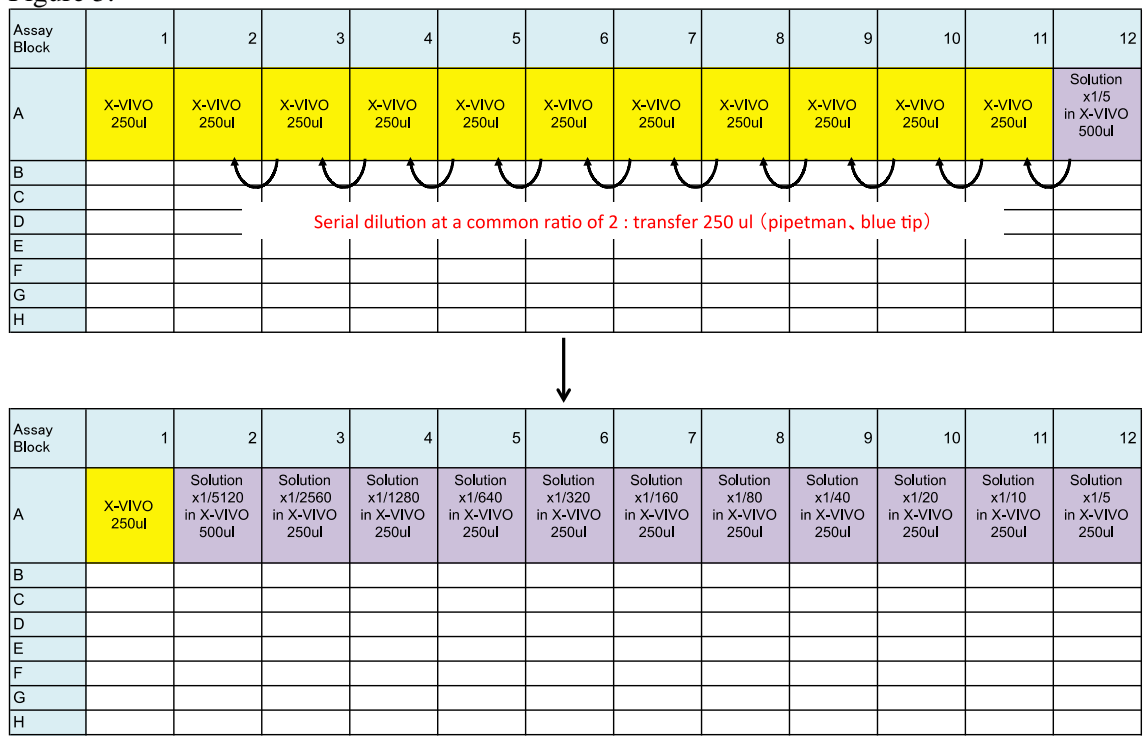 Assay Block 1 2 3 4 5 6 7 8 9 10 11 12
A X-VIVO 250ul X-VIVO 250ul X-VIVO 250ul X-VIVO 250ul X-VIVO 250ul X-VIVO 250ul X-VIVO 250ul X-VIVO 250ul X-VIVO 250ul X-VIVO 250ul X-VIVO 250ul Solution x1/5 in X-VIVO 500ul
B
C
D
Serial dilution at a common ratio of 2 : transfer 250 ul（pipetman、blue tip）
E
F
G
H
Assay Block 1 2 3 4 5 6 7 8 9 10 11 12
A X-VIVO 250ul Solution x1/5120 in X-VIVO 500ul Solution x1/2560 in X-VIVO 250ul Solution x1/1280 in X-VIVO 250ul Solution x1/640 in X-VIVO 250ul Solution x1/320 in X-VIVO 250ul Solution x1/160 in X-VIVO 250ul Solution x1/80 in X-VIVO 250ul Solution x1/40 in X-VIVO 250ul Solution x1/20 in X-VIVO 250ul Solution x1/10 in X-VIVO 250ul Solution x1/5 in X-VIVO 250ul
B
C
D
E
F
G
H